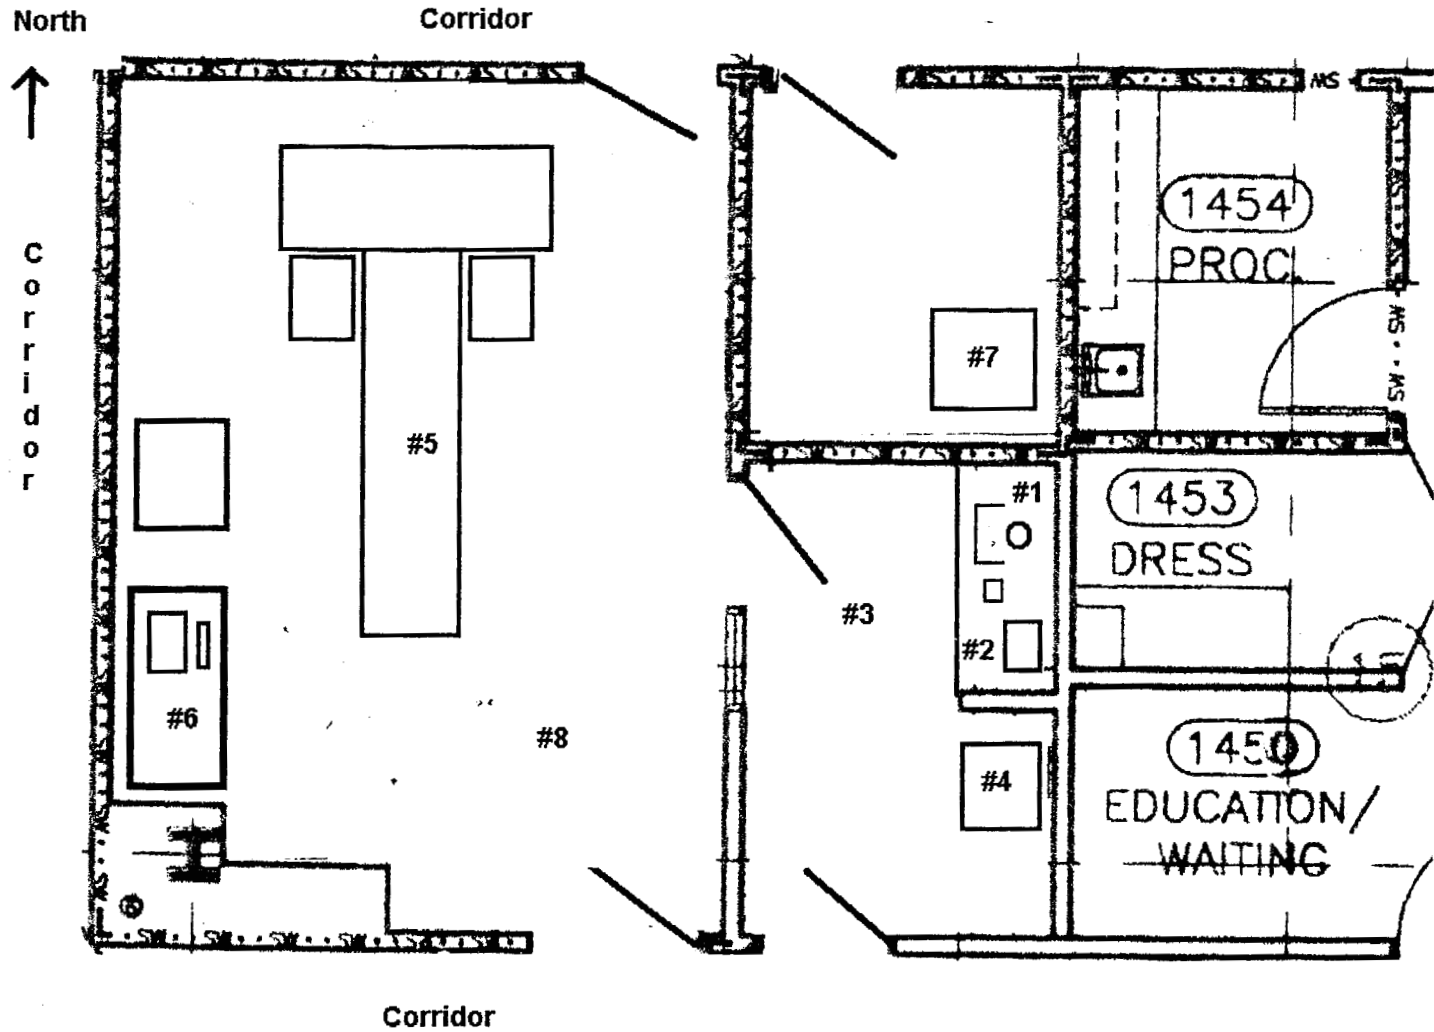 North
Corridor
Corridor
1454
PROC.
#7
#5
#1
1453
DRESS
#3
#2
#6
#8
1450
EDUCATION/
WAITING
#4
Corridor